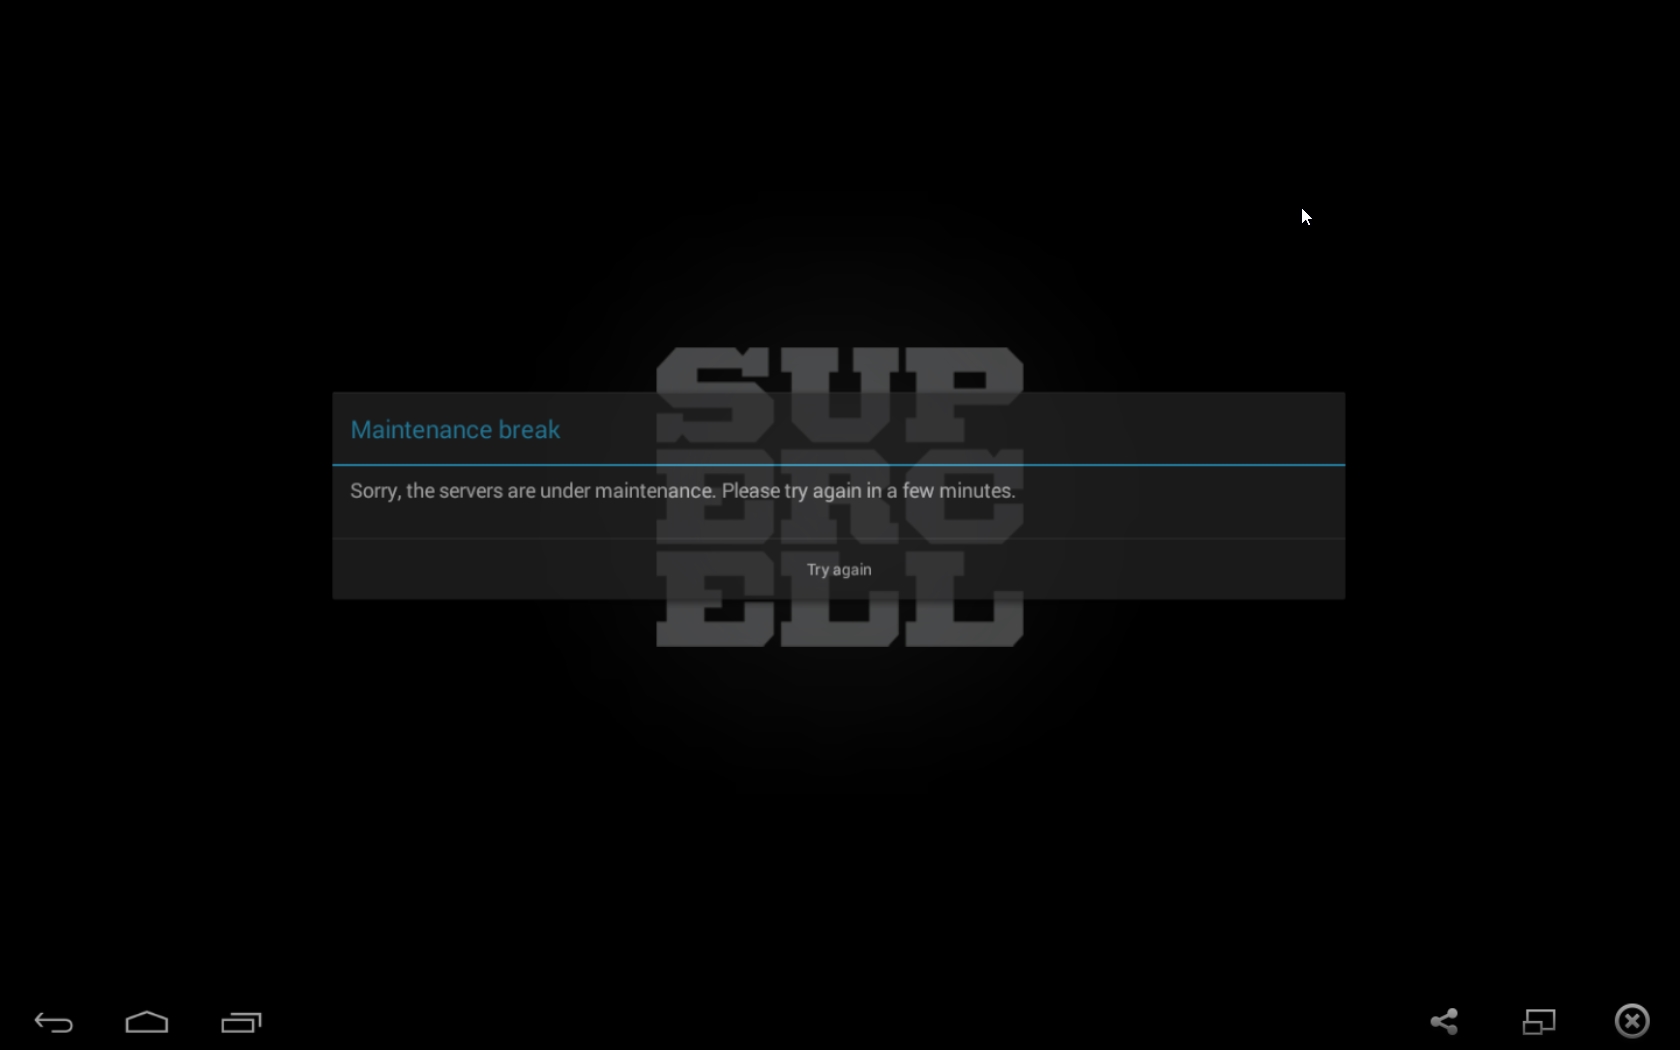 SUP
Maintenance break
Sorry, the servers are under maintenance. Please try again in a few minutes.
ERC
Try again
ELL